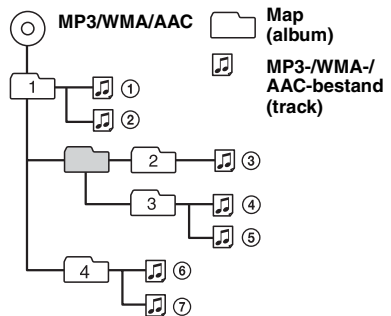 MP3/WMA/AAC
Map
(album)
MP3-/WMA-/
AAC-bestand
(track)
1
①
②
2
③
3
④
⑤
4
⑥
⑦